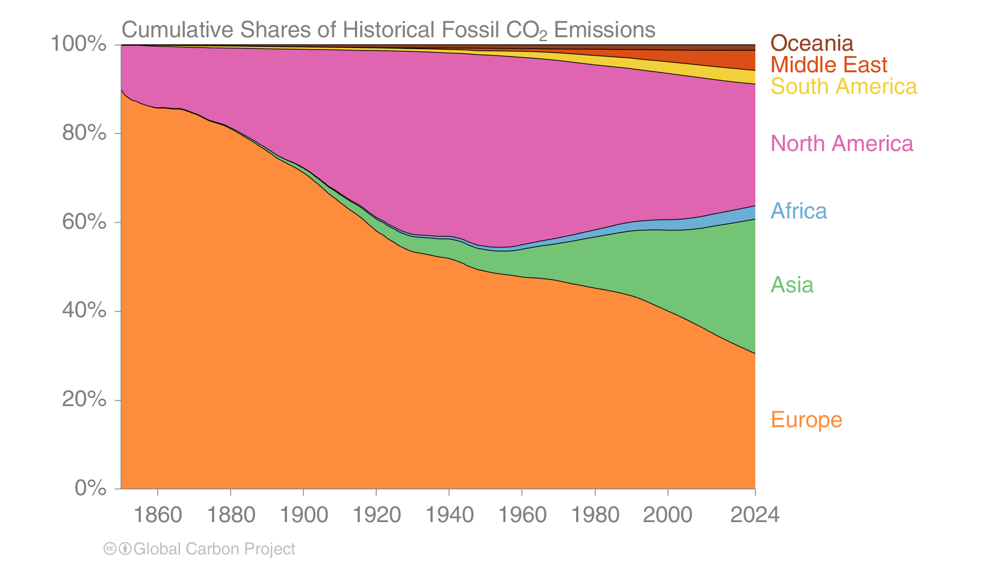 Cumulative Shares of Historical Fossil CO₂ Emissions
100%
80%
60%
40%
20%
0%
1860 1880 1900 1920 1940 1960 1980 2000 2024
Oceania
Middle East
South America
North America
Africa
Asia
Europe
cc Global Carbon Project